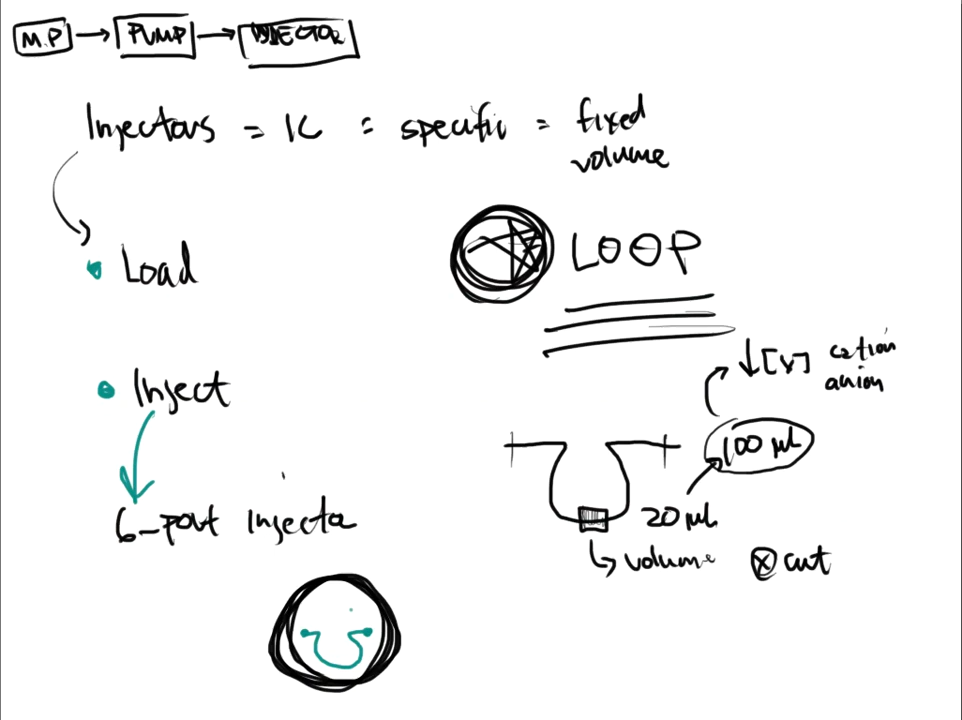 M.P → PUMP → INJECTOR
Injectors = IC = specific = fixed
volume
Load
LOOP
Inject
↓[x] cation
anion
100 µl
6-port injector
20 µl
↳ volume ⊗ cut